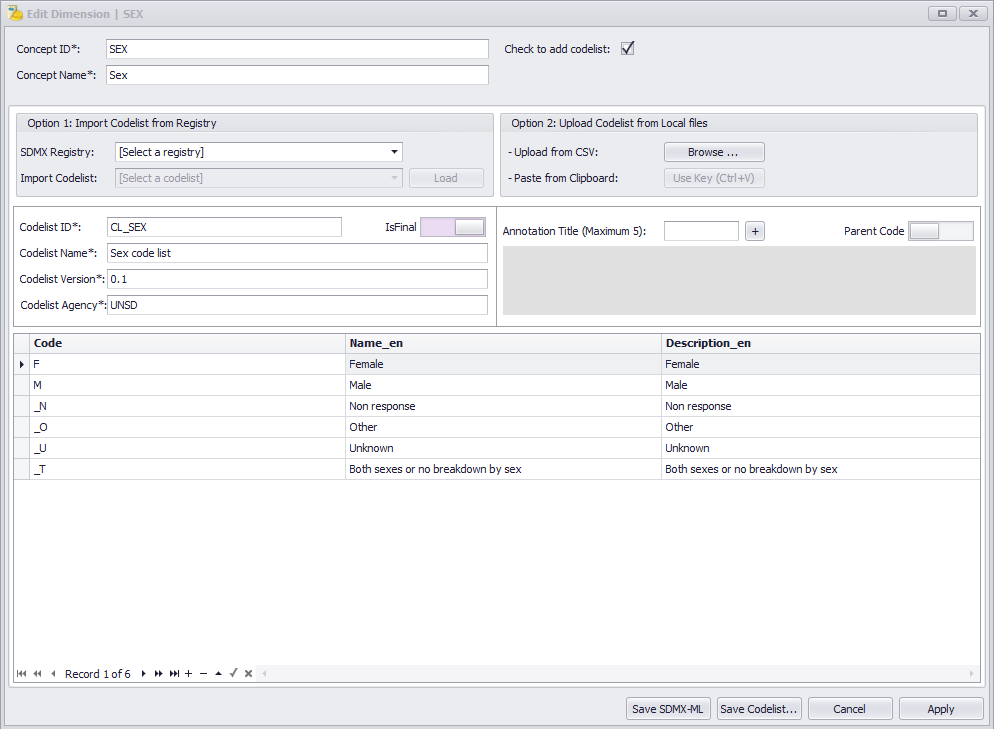 Edit Dimension | SEX
Concept ID*: SEX Check to add codelist:
Concept Name*: Sex
Option 1: Import Codelist from Registry
SDMX Registry: [Select a registry]
Import Codelist: [Select a codelist] Load
Option 2: Upload Codelist from Local files
- Upload from CSV: Browse ...
- Paste from Clipboard: Use Key (Ctrl+V)
Codelist ID*: CL_SEX IsFinal
Codelist Name*: Sex code list
Codelist Version*: 0.1
Codelist Agency*: UNSD
Annotation Title (Maximum 5): + Parent Code
Code Name_en Description_en
F Female Female
M Male Male
_N Non response Non response
_O Other Other
_U Unknown Unknown
_T Both sexes or no breakdown by sex Both sexes or no breakdown by sex
Record 1 of 6
Save SDMX-ML Save Codelist... Cancel Apply